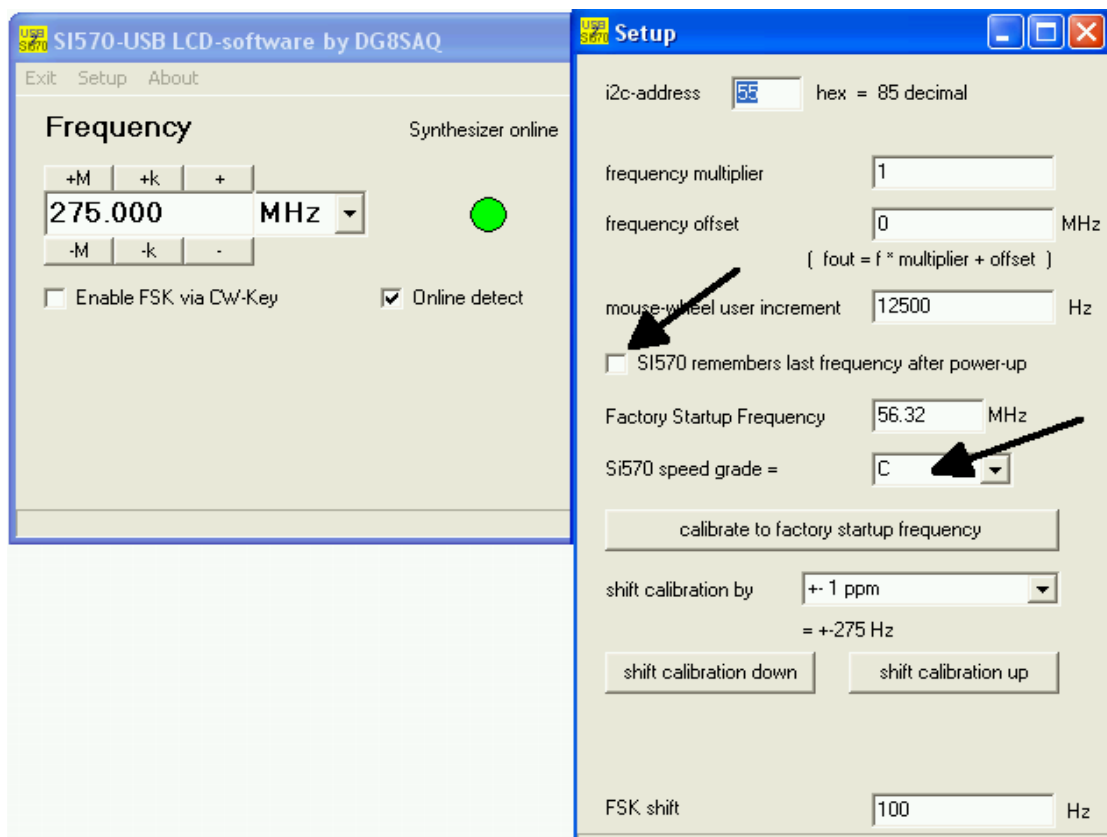 USB
Si570
SI570-USB LCD-software by DG8SAQ
Exit Setup About
Frequency
Synthesizer online
+M +k +
275.000 MHz
-M -k -
Enable FSK via CW-Key
Online detect
USB
Si570
Setup
i2c-address 55 hex = 85 decimal
frequency multiplier 1
frequency offset 0 MHz
( fout = f * multiplier + offset )
mouse-wheel user increment 12500 Hz
SI570 remembers last frequency after power-up
Factory Startup Frequency 56.32 MHz
Si570 speed grade = C
calibrate to factory startup frequency
shift calibration by +- 1 ppm
= +-275 Hz
shift calibration down shift calibration up
FSK shift 100 Hz